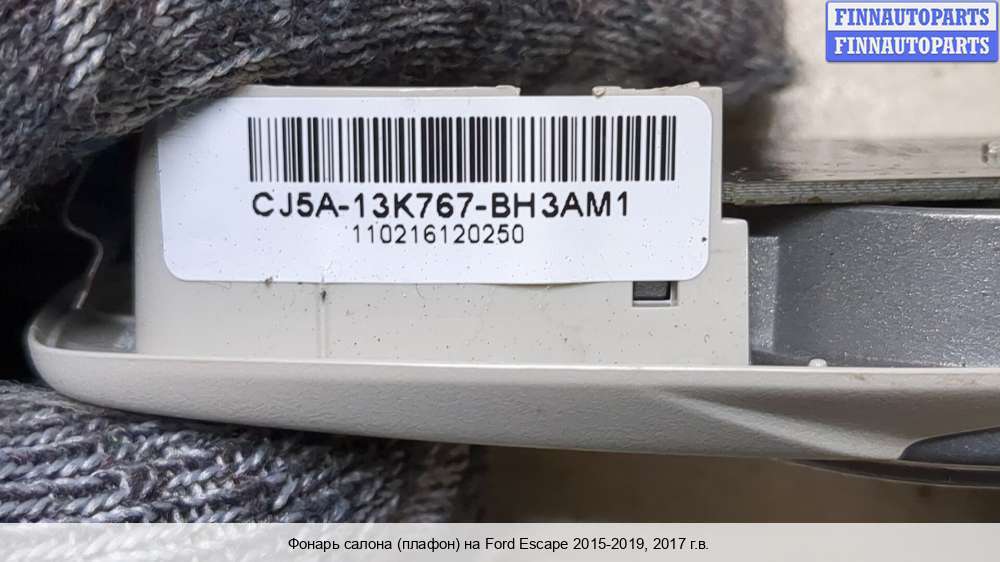 FINNAUTOPARTS
FINNAUTOPARTS
CJ5A-13K767-BH3AM1
110216120250
Фонарь салона (плафон) на Ford Escape 2015-2019, 2017 г.в.